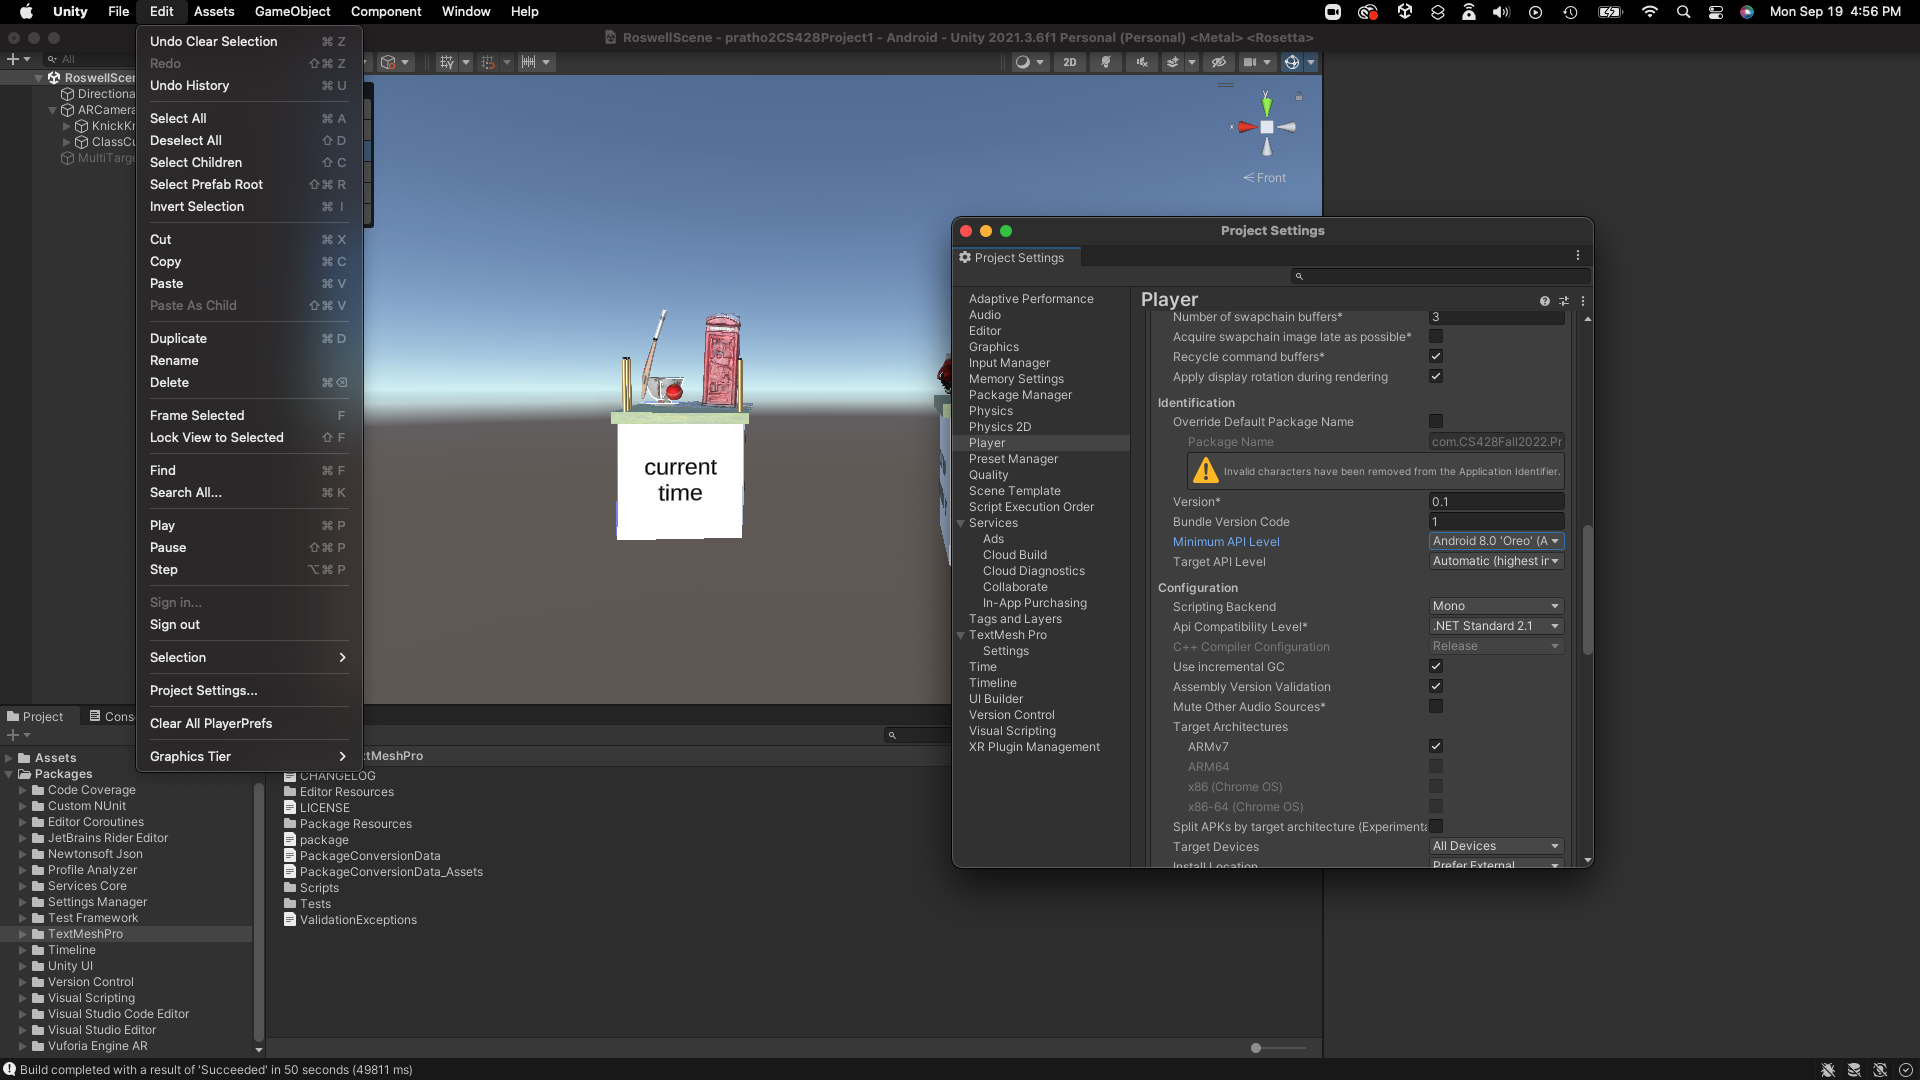 Unity File Edit Assets GameObject Component Window Help Mon Sep 19 4:56 PM
RoswellScene - pratho2CS428Project1 - Android - Unity 2021.3.6f1 Personal (Personal) <Metal> <Rosetta>
All
2D
RoswellScen
Directiona
ARCamera
KnickKn
ClassCu
MultiTarge
Undo Clear Selection ⌘ Z
Redo ⇧⌘ Z
Undo History ⌘ U
Select All ⌘ A
Deselect All ⇧ D
Select Children ⇧ C
Select Prefab Root ⇧⌘ R
Invert Selection ⌘ I
Cut ⌘ X
Copy ⌘ C
Paste ⌘ V
Paste As Child ⇧⌘ V
Duplicate ⌘ D
Rename
Delete ⌘⌫
Frame Selected F
Lock View to Selected ⇧ F
Find ⌘ F
Search All... ⌘ K
Play ⌘ P
Pause ⇧⌘ P
Step ⌥⌘ P
Sign in...
Sign out
Selection
Project Settings...
Clear All PlayerPrefs
Graphics Tier
y
x
Front
current
time
Project Settings
Project Settings
Adaptive Performance
Audio
Editor
Graphics
Input Manager
Memory Settings
Package Manager
Physics
Physics 2D
Player
Preset Manager
Quality
Scene Template
Script Execution Order
Services
Ads
Cloud Build
Cloud Diagnostics
Collaborate
In-App Purchasing
Tags and Layers
TextMesh Pro
Settings
Time
Timeline
UI Builder
Version Control
Visual Scripting
XR Plugin Management
Player
Number of swapchain buffers* 3
Acquire swapchain image late as possible*
Recycle command buffers*
Apply display rotation during rendering
Identification
Override Default Package Name
Package Name com.CS428Fall2022.Pr
Invalid characters have been removed from the Application Identifier.
Version* 0.1
Bundle Version Code 1
Minimum API Level Android 8.0 'Oreo' (A
Target API Level Automatic (highest in
Configuration
Scripting Backend Mono
Api Compatibility Level* .NET Standard 2.1
C++ Compiler Configuration Release
Use incremental GC
Assembly Version Validation
Mute Other Audio Sources*
Target Architectures
ARMv7
ARM64
x86 (Chrome OS)
x86-64 (Chrome OS)
Split APKs by target architecture (Experimenta
Target Devices All Devices
Install Location Prefer External
Project Cons
Assets
Packages
Code Coverage
Custom NUnit
Editor Coroutines
JetBrains Rider Editor
Newtonsoft Json
Profile Analyzer
Services Core
Settings Manager
Test Framework
TextMeshPro
Timeline
Unity UI
Version Control
Visual Scripting
Visual Studio Code Editor
Visual Studio Editor
Vuforia Engine AR
xtMeshPro
CHANGELOG
Editor Resources
LICENSE
Package Resources
package
PackageConversionData
PackageConversionData_Assets
Scripts
Tests
ValidationExceptions
Build completed with a result of 'Succeeded' in 50 seconds (49811 ms)